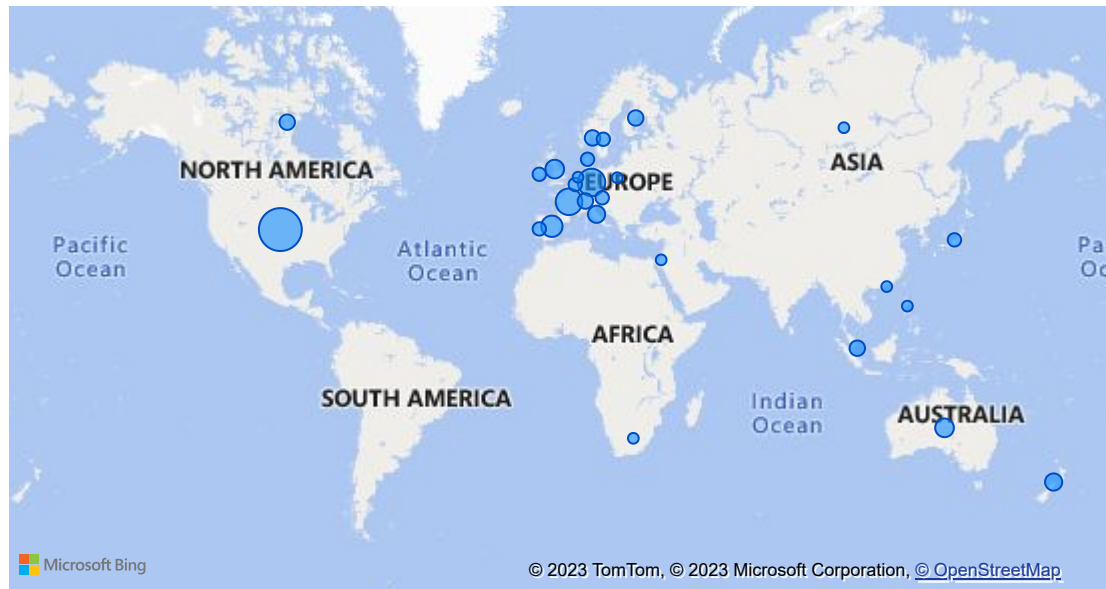 NORTH AMERICA
EUROPE
ASIA
Pacific
Ocean
Atlantic
Ocean
Pa
Oc
AFRICA
SOUTH AMERICA
Indian
Ocean
AUSTRALIA
Microsoft Bing
© 2023 TomTom, © 2023 Microsoft Corporation, © OpenStreetMap